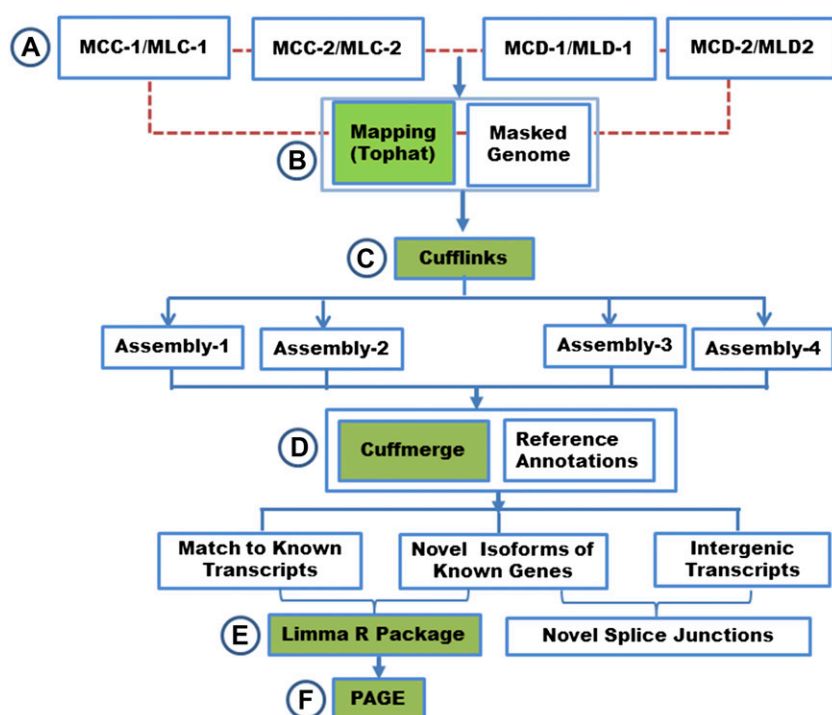 A
MCC-1/MLC-1
MCC-2/MLC-2
MCD-1/MLD-1
MCD-2/MLD2
B
Mapping
(Tophat)
Masked
Genome
C
Cufflinks
Assembly-1
Assembly-2
Assembly-3
Assembly-4
D
Cuffmerge
Reference
Annotations
Match to Known
Transcripts
Novel Isoforms of
Known Genes
Intergenic
Transcripts
E
Limma R Package
Novel Splice Junctions
F
PAGE